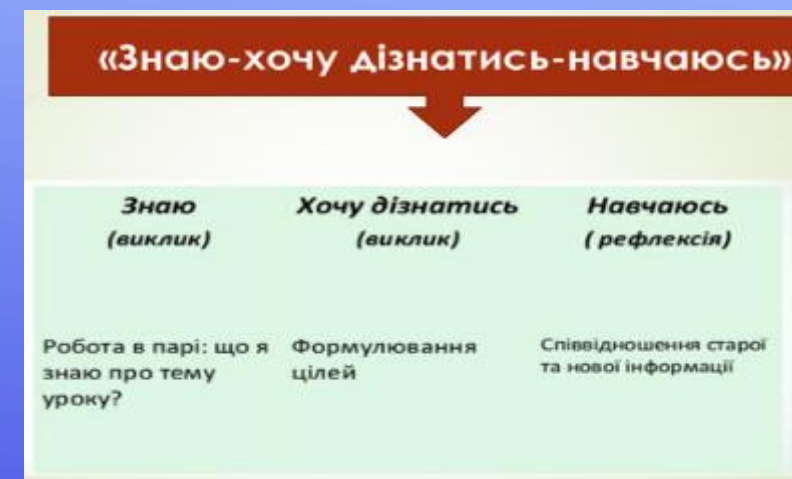 «Знаю-хочу дізнатись-навчаюсь»
Знаю
(виклик)
Хочу дізнатись
(виклик)
Навчаюсь
( рефлексія)
Робота в парі: що я
знаю про тему
уроку?
Формулювання
цілей
Співвідношення старої
та нової інформації